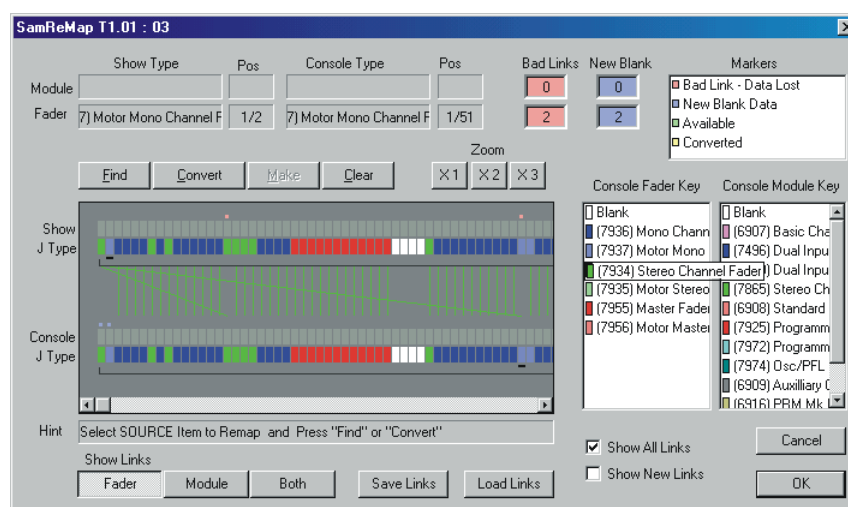 SamReMap T1.01 : 03
Show Type Pos Console Type Pos Bad Links New Blank Markers
Module 0 0
Fader 7) Motor Mono Channel F 1/2 7) Motor Mono Channel F 1/51 2 2
Bad Link - Data Lost
New Blank Data
Available
Converted
Zoom
Find Convert Make Clear X 1 X 2 X 3
Console Fader Key Console Module Key
Blank
(7936) Mono Chann
(7937) Motor Mono
(7934) Stereo Channel Fader
(7935) Motor Stereo
(7955) Master Fader
(7956) Motor Master
Blank
(6907) Basic Cha
(7496) Dual Inpu
) Dual Inpu
(7865) Stereo Ch
(6908) Standard
(7925) Programm
(7972) Programm
(7974) Osc/PFL
(6909) Auxilliary C
(6916) PRM Mk I
Show
J Type
Console
J Type
Hint Select SOURCE Item to Remap and Press "Find" or "Convert"
Show Links
Fader Module Both Save Links Load Links
Show All Links
Show New Links
Cancel
OK